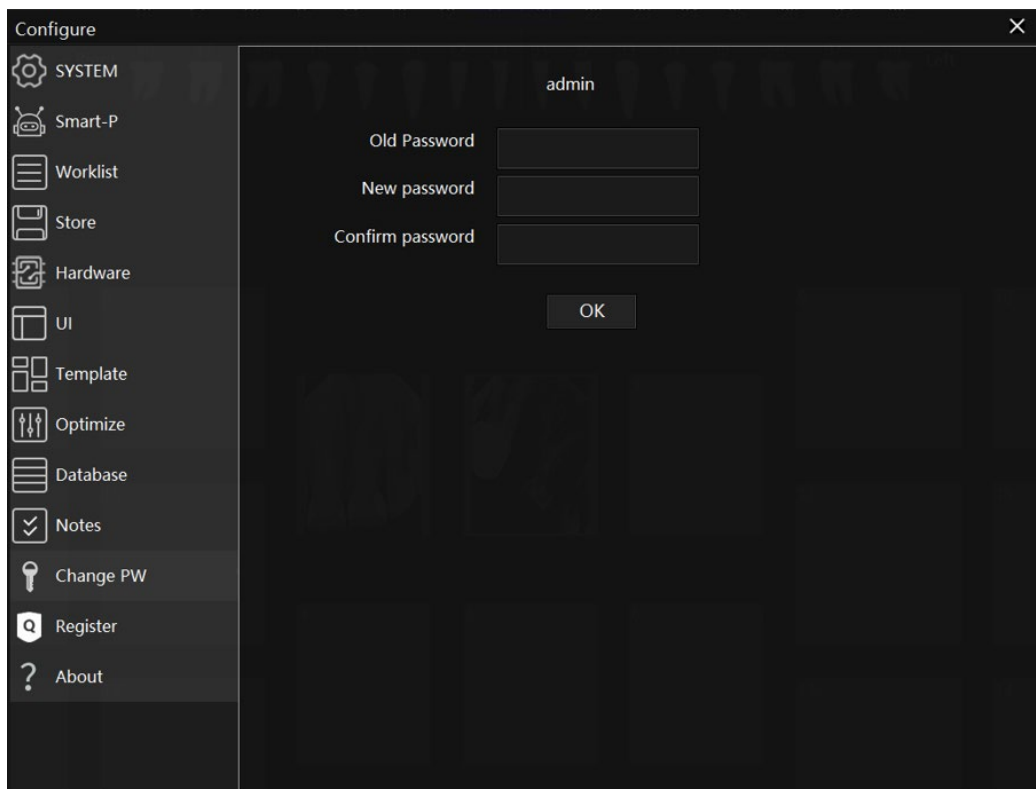 Configure
SYSTEM
Smart-P
Worklist
Store
Hardware
UI
Template
Optimize
Database
Notes
Change PW
Register
About
admin
Old Password
New password
Confirm password
OK
Left